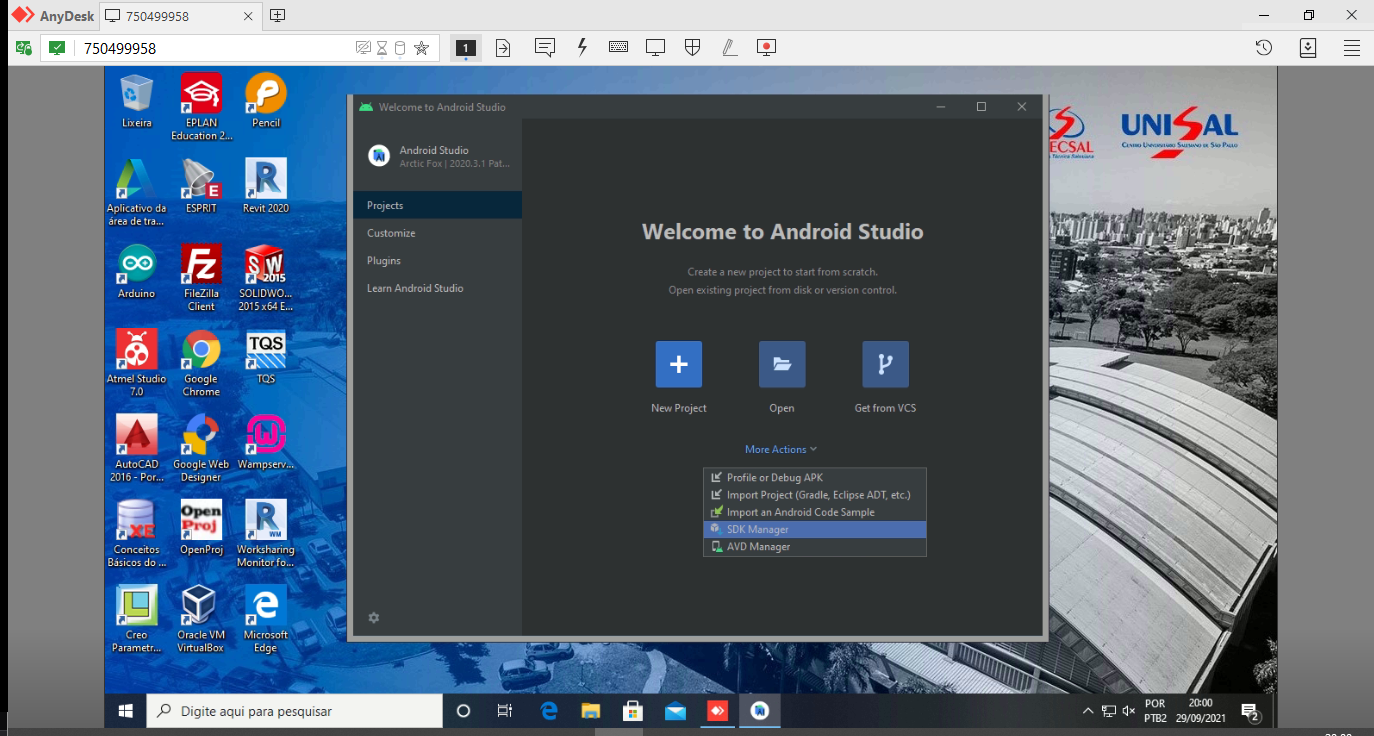 AnyDesk
750499958
750499958
1
Lixeira
EPLAN
Education 2...
Pencil
Aplicativo da
área de tra...
ESPRIT
Revit 2020
Arduino
FileZilla
Client
SOLIDWO...
2015 x64 E...
Atmel Studio
7.0
Google
Chrome
TQS
TQS
AutoCAD
2016 - Por...
Google Web
Designer
Wampserv...
Conceitos
Básicos do ...
Open
Proj
OpenProj
WM
Worksharing
Monitor fo...
Creo
Parametr...
Oracle VM
VirtualBox
Microsoft
Edge
Welcome to Android Studio
Android Studio
Arctic Fox | 2020.3.1 Pat...
Projects
Customize
Plugins
Learn Android Studio
Welcome to Android Studio
Create a new project to start from scratch.
Open existing project from disk or version control.
New Project
Open
Get from VCS
More Actions
Profile or Debug APK
Import Project (Gradle, Eclipse ADT, etc.)
Import an Android Code Sample
SDK Manager
AVD Manager
ECSAL
UNISAL
Centro Universitário Salesiano de São Paulo
Digite aqui para pesquisar
POR
PTB2
20:00
29/09/2021
2